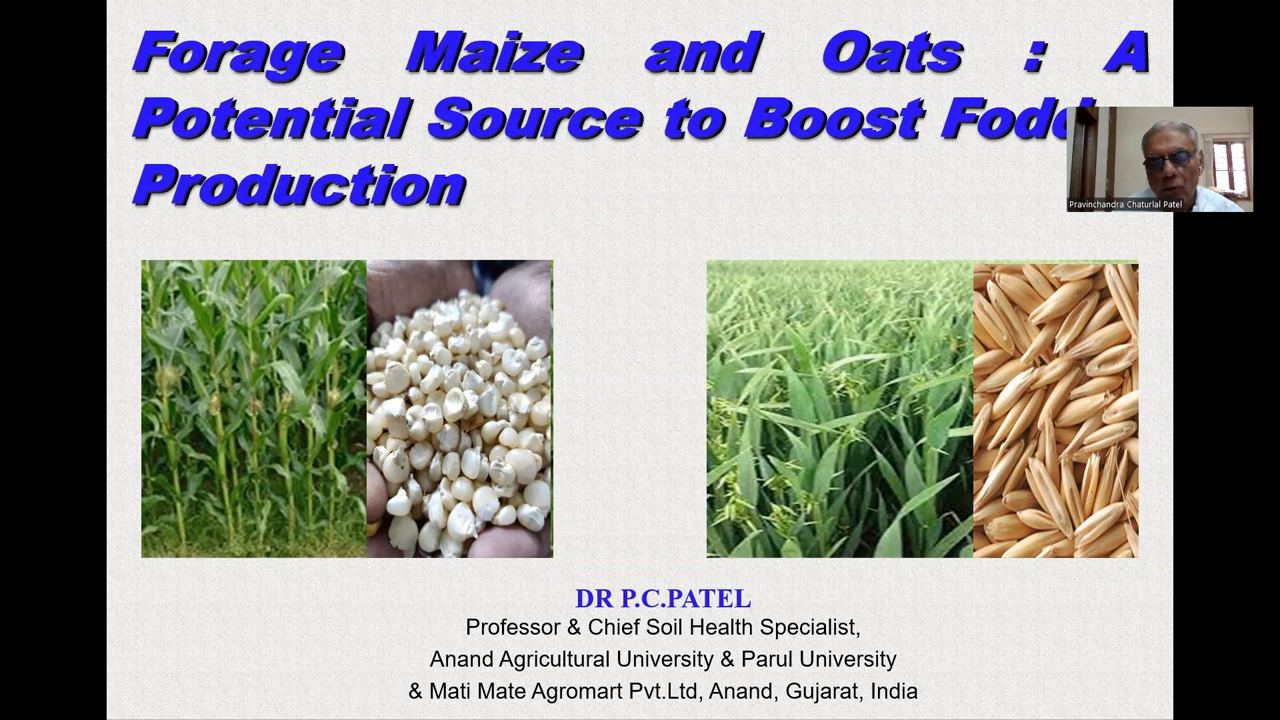 Forage Maize and Oats : A
Potential Source to Boost
Production
Pravinchandra Chaturlal Patel
DR P.C.PATEL
Professor & Chief Soil Health Specialist,
Anand Agricultural University & Parul University
& Mati Mate Agromart Pvt.Ltd, Anand, Gujarat, India